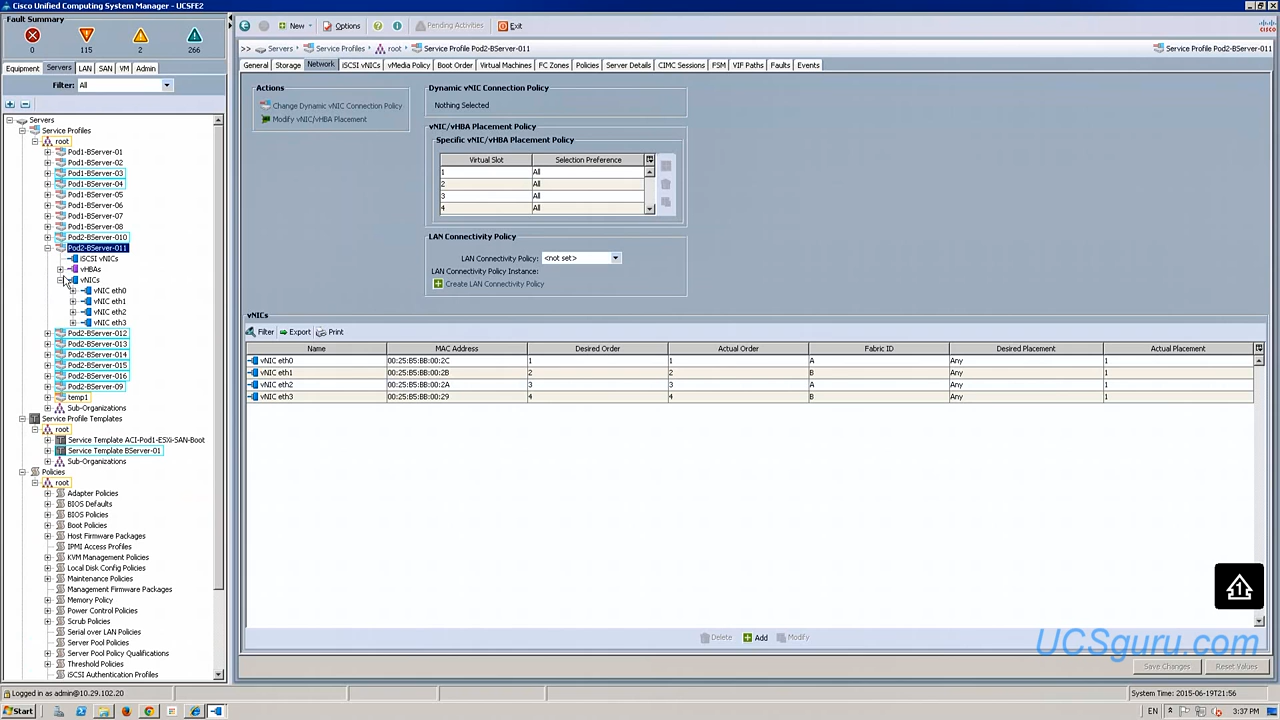 Cisco Unified Computing System Manager - UCSFE2
Fault Summary
0 115 2 266
Equipment Servers LAN SAN VM Admin
Filter: All
Servers
Service Profiles
root
Pod1-BServer-01
Pod1-BServer-02
Pod1-BServer-03
Pod1-BServer-04
Pod1-BServer-05
Pod1-BServer-06
Pod1-BServer-07
Pod1-BServer-08
Pod2-BServer-010
Pod2-BServer-011
iSCSI vNICs
vHBAs
vNICs
vNIC eth0
vNIC eth1
vNIC eth2
vNIC eth3
Pod2-BServer-012
Pod2-BServer-013
Pod2-BServer-014
Pod2-BServer-015
Pod2-BServer-016
Pod2-BServer-09
temp1
Sub-Organizations
Service Profile Templates
root
Service Template ACI-Pod1-ESXi-SAN-Boot
Service Template BServer-01
Sub-Organizations
Policies
root
Adapter Policies
BIOS Defaults
BIOS Policies
Boot Policies
Host Firmware Packages
IPMI Access Profiles
KVM Management Policies
Local Disk Config Policies
Maintenance Policies
Management Firmware Packages
Memory Policy
Power Control Policies
Scrub Policies
Serial over LAN Policies
Server Pool Policies
Server Pool Policy Qualifications
Threshold Policies
iSCSI Authentication Profiles
New Options Pending Activities Exit
cisco
>> Servers Service Profiles root Service Profile Pod2-BServer-011 Service Profile Pod2-BServer-011
General Storage Network iSCSI vNICs vMedia Policy Boot Order Virtual Machines FC Zones Policies Server Details CIMC Sessions FSM VIF Paths Faults Events
Actions
Change Dynamic vNIC Connection Policy
Modify vNIC/vHBA Placement
Dynamic vNIC Connection Policy
Nothing Selected
vNIC/vHBA Placement Policy
Specific vNIC/vHBA Placement Policy
Virtual Slot Selection Preference
1 All
2 All
3 All
4 All
LAN Connectivity Policy
LAN Connectivity Policy: <not set>
LAN Connectivity Policy Instance:
Create LAN Connectivity Policy
vNICs
Filter Export Print
Name MAC Address Desired Order Actual Order Fabric ID Desired Placement Actual Placement
vNIC eth0 00:25:B5:BB:00:2C 1 1 A Any 1
vNIC eth1 00:25:B5:BB:00:2B 2 2 B Any 1
vNIC eth2 00:25:B5:BB:00:2A 3 3 A Any 1
vNIC eth3 00:25:B5:BB:00:29 4 4 B Any 1
1
Delete Add Modify
UCSguru.com
Save Changes Reset Values
Logged in as admin@10.29.102.20 System Time: 2015-06-19T21:56
Start EN 3:37 PM